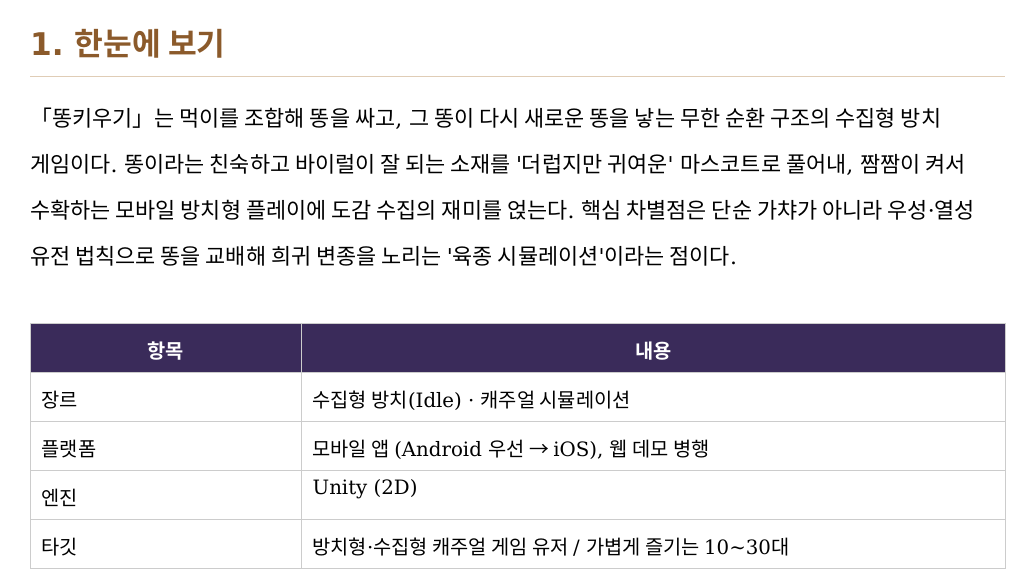 1. 한눈에 보기
「똥키우기」는 먹이를 조합해 똥을 싸고, 그 똥이 다시 새로운 똥을 낳는 무한 순환 구조의 수집형 방치
게임이다. 똥이라는 친숙하고 바이럴이 잘 되는 소재를 '더럽지만 귀여운' 마스코트로 풀어내, 짬짬이 켜서
수확하는 모바일 방치형 플레이에 도감 수집의 재미를 얹는다. 핵심 차별점은 단순 가챠가 아니라 우성·열성
유전 법칙으로 똥을 교배해 희귀 변종을 노리는 '육종 시뮬레이션'이라는 점이다.
항목 내용
장르 수집형 방치(Idle) · 캐주얼 시뮬레이션
플랫폼 모바일 앱 (Android 우선 → iOS), 웹 데모 병행
엔진 Unity (2D)
타깃 방치형·수집형 캐주얼 게임 유저 / 가볍게 즐기는 10~30대